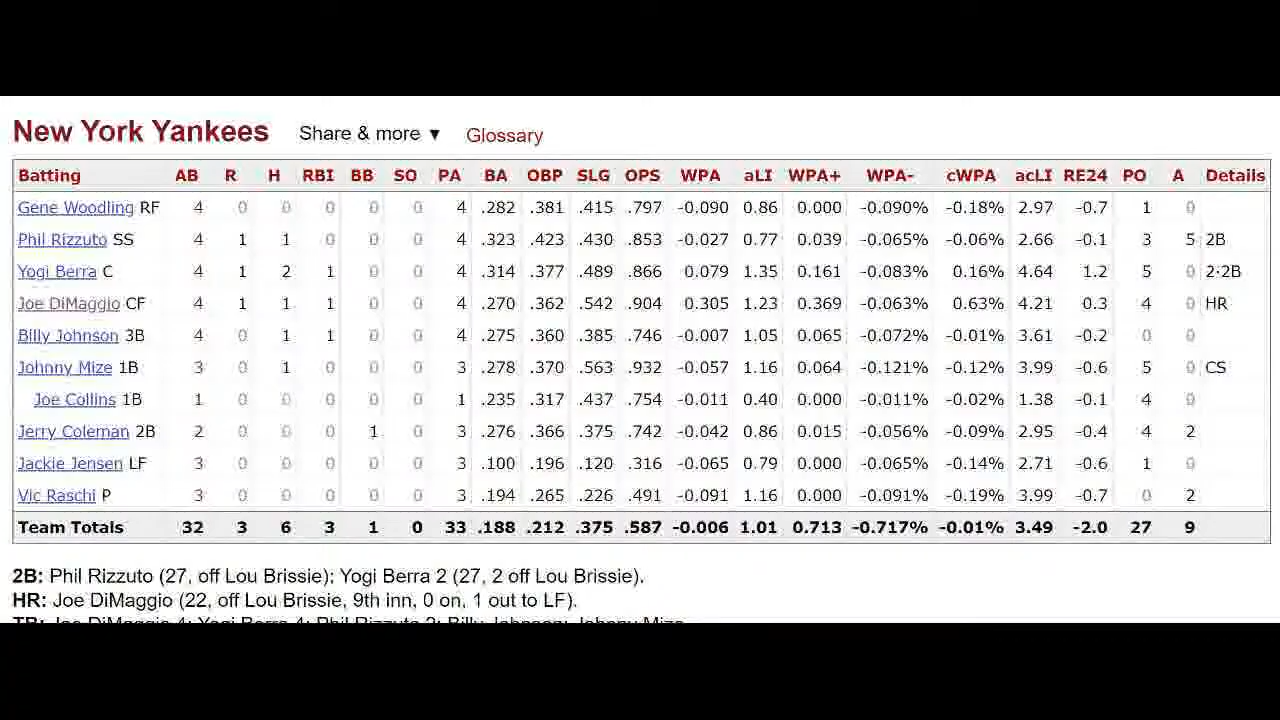 New York Yankees Share & more ▼ Glossary
Batting AB R H RBI BB SO PA BA OBP SLG OPS WPA aLI WPA+ WPA- cWPA acLI RE24 PO A Details
Gene Woodling RF 4 0 0 0 0 0 4 .282 .381 .415 .797 -0.090 0.86 0.000 -0.090% -0.18% 2.97 -0.7 1 0
Phil Rizzuto SS 4 1 1 0 0 0 4 .323 .423 .430 .853 -0.027 0.77 0.039 -0.065% -0.06% 2.66 -0.1 3 5 2B
Yogi Berra C 4 1 2 1 0 0 4 .314 .377 .489 .866 0.079 1.35 0.161 -0.083% 0.16% 4.64 1.2 5 0 2·2B
Joe DiMaggio CF 4 1 1 1 0 0 4 .270 .362 .542 .904 0.305 1.23 0.369 -0.063% 0.63% 4.21 0.3 4 0 HR
Billy Johnson 3B 4 0 1 1 0 0 4 .275 .360 .385 .746 -0.007 1.05 0.065 -0.072% -0.01% 3.61 -0.2 0 0
Johnny Mize 1B 3 0 1 0 0 0 3 .278 .370 .563 .932 -0.057 1.16 0.064 -0.121% -0.12% 3.99 -0.6 5 0 CS
Joe Collins 1B 1 0 0 0 0 0 1 .235 .317 .437 .754 -0.011 0.40 0.000 -0.011% -0.02% 1.38 -0.1 4 0
Jerry Coleman 2B 2 0 0 0 1 0 3 .276 .366 .375 .742 -0.042 0.86 0.015 -0.056% -0.09% 2.95 -0.4 4 2
Jackie Jensen LF 3 0 0 0 0 0 3 .100 .196 .120 .316 -0.065 0.79 0.000 -0.065% -0.14% 2.71 -0.6 1 0
Vic Raschi P 3 0 0 0 0 0 3 .194 .265 .226 .491 -0.091 1.16 0.000 -0.091% -0.19% 3.99 -0.7 0 2
Team Totals 32 3 6 3 1 0 33 .188 .212 .375 .587 -0.006 1.01 0.713 -0.717% -0.01% 3.49 -2.0 27 9
2B: Phil Rizzuto (27, off Lou Brissie); Yogi Berra 2 (27, 2 off Lou Brissie).
HR: Joe DiMaggio (22, off Lou Brissie, 9th inn, 0 on, 1 out to LF).
TB: Joe DiMaggio 4; Yogi Berra 4; Phil Rizzuto 2; Billy Johnson; Johnny Mize.